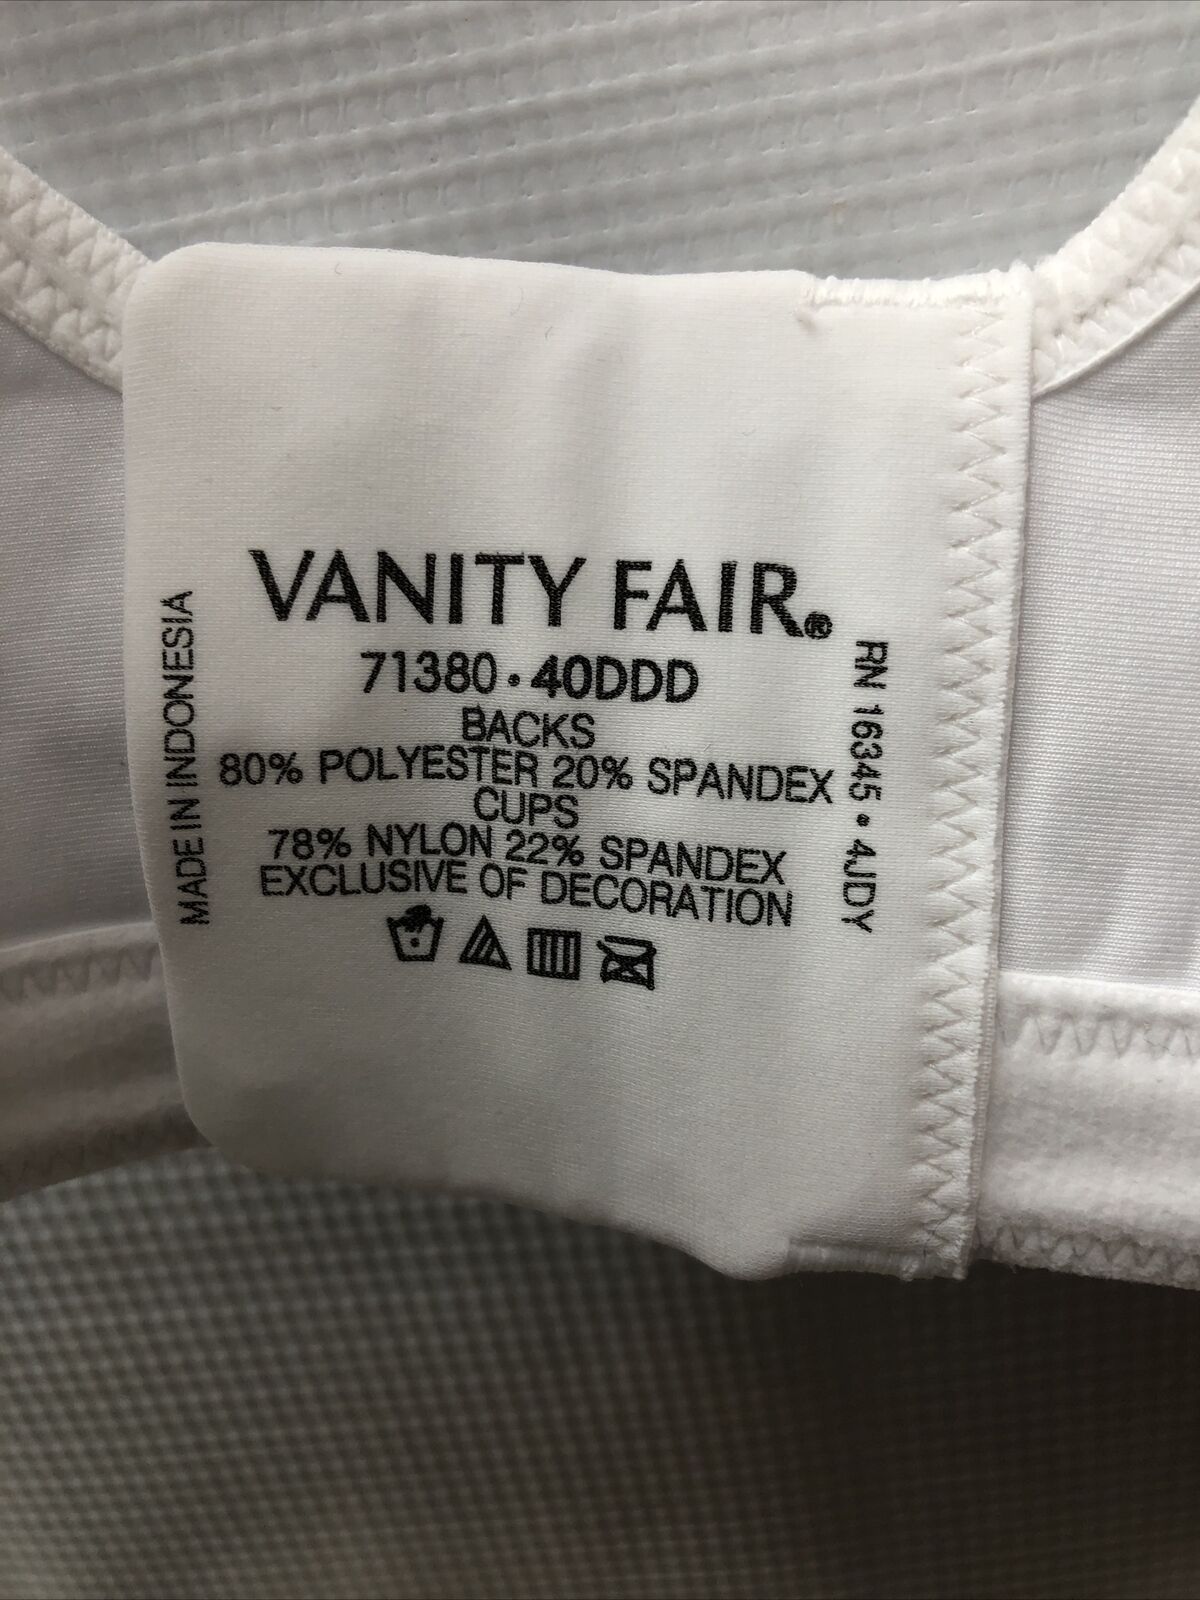 VANITY FAIR®
71380 • 40DDD
BACKS
80% POLYESTER 20% SPANDEX
CUPS
78% NYLON 22% SPANDEX
EXCLUSIVE OF DECORATION
MADE IN INDONESIA
RN 16345 • 4JDY